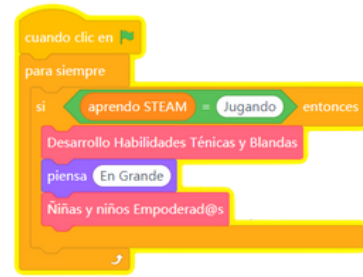 cuando clic en
para siempre
si aprendo STEAM = Jugando entonces
Desarrollo Habilidades Ténicas y Blandas
piensa En Grande
Ñiñas y niños Empoderad@s